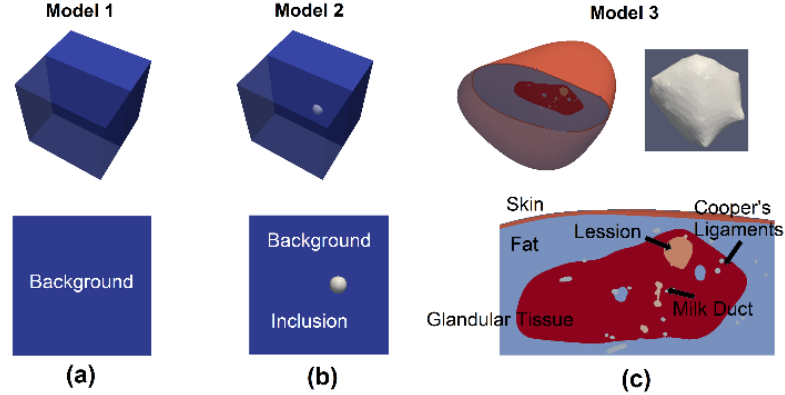 Model 1
Model 2
Model 3
Background
Background
Inclusion
Skin
Fat
Lession
Cooper's
Ligaments
Glandular Tissue
Milk Duct
(a)
(b)
(c)